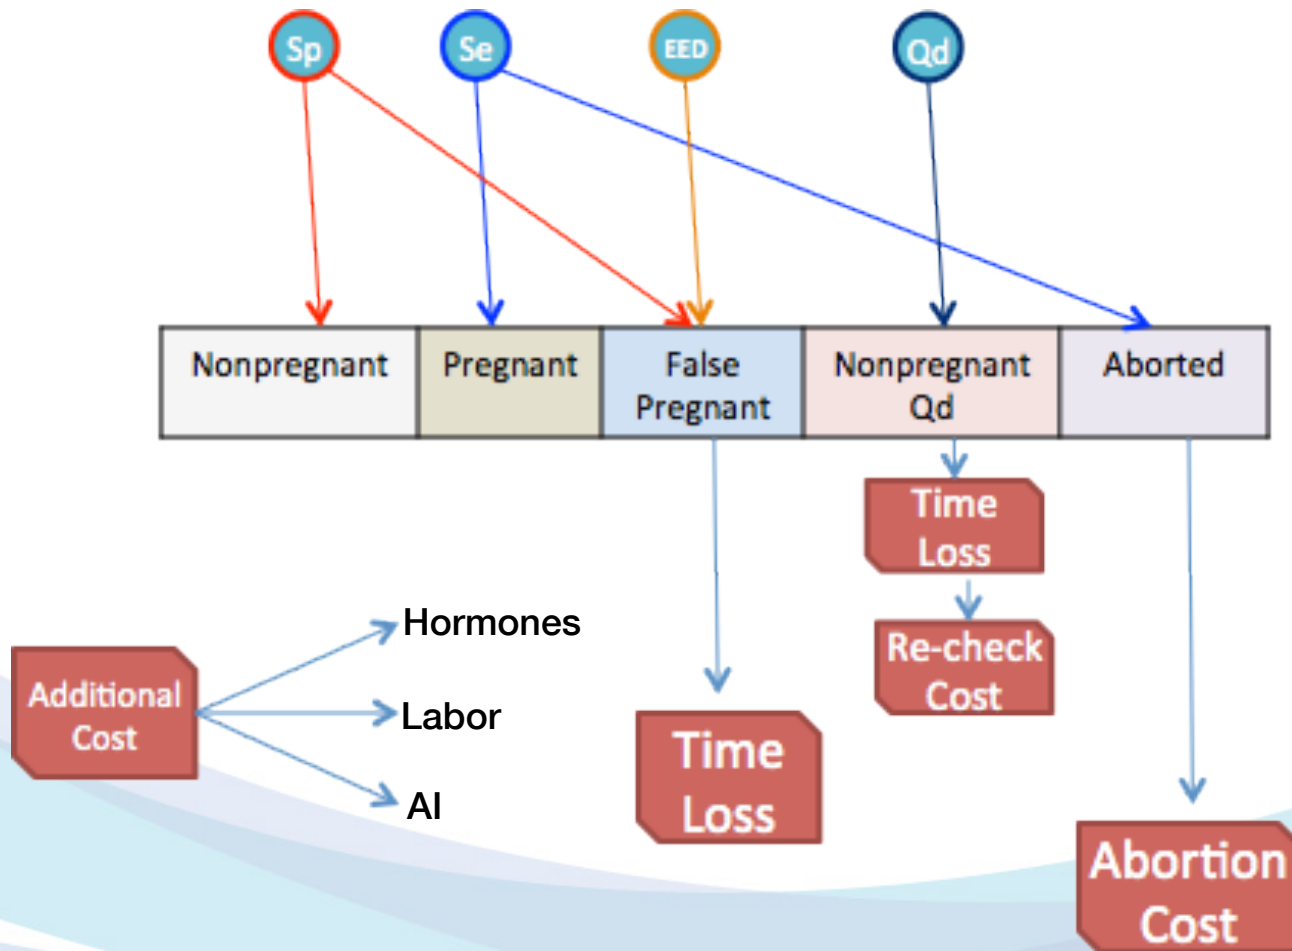 Sp
Se
EED
Qd
Nonpregnant
Pregnant
False
Pregnant
Nonpregnant
Qd
Aborted
Time
Loss
Re-check
Cost
Hormones
Additional
Cost
Labor
AI
Time
Loss
Abortion
Cost